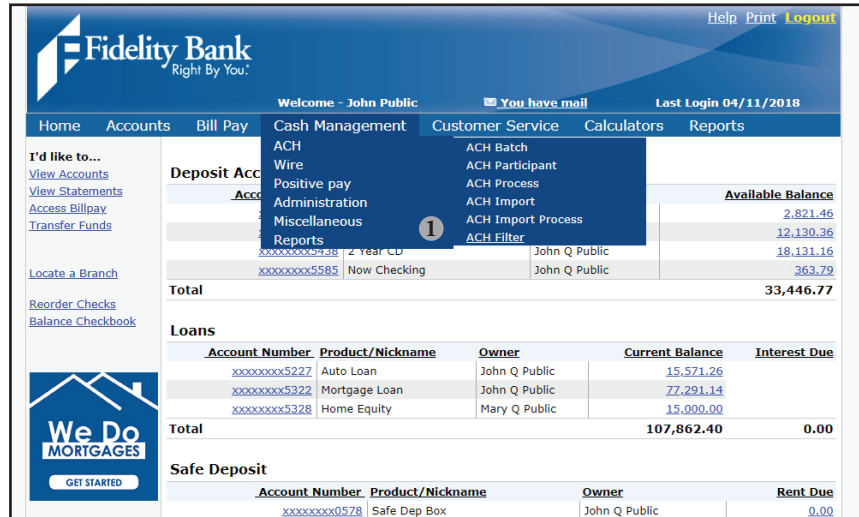 Help Print Logout
Fidelity Bank
Right By You.
Welcome - John Public You have mail Last Login 04/11/2018
Home Accounts Bill Pay Cash Management Customer Service Calculators Reports
I'd like to...
View Accounts
View Statements
Access Billpay
Transfer Funds
Locate a Branch
Reorder Checks
Balance Checkbook
We Do
MORTGAGES
GET STARTED
ACH
Wire
Positive pay
Administration
Miscellaneous
Reports
1
ACH Batch
ACH Participant
ACH Process
ACH Import
ACH Import Process
ACH Filter
Deposit Acc
Acco Available Balance
2,821.46
12,130.36
xxxxxxxx5438 2 Year CD John Q Public 18,131.16
xxxxxxxx5585 Now Checking John Q Public 363.79
Total 33,446.77
Loans
Account Number Product/Nickname Owner Current Balance Interest Due
xxxxxxxx5227 Auto Loan John Q Public 15,571.26
xxxxxxxx5322 Mortgage Loan John Q Public 77,291.14
xxxxxxxx5328 Home Equity Mary Q Public 15,000.00
Total 107,862.40 0.00
Safe Deposit
Account Number Product/Nickname Owner Rent Due
xxxxxxxx0578 Safe Dep Box John Q Public 0.00